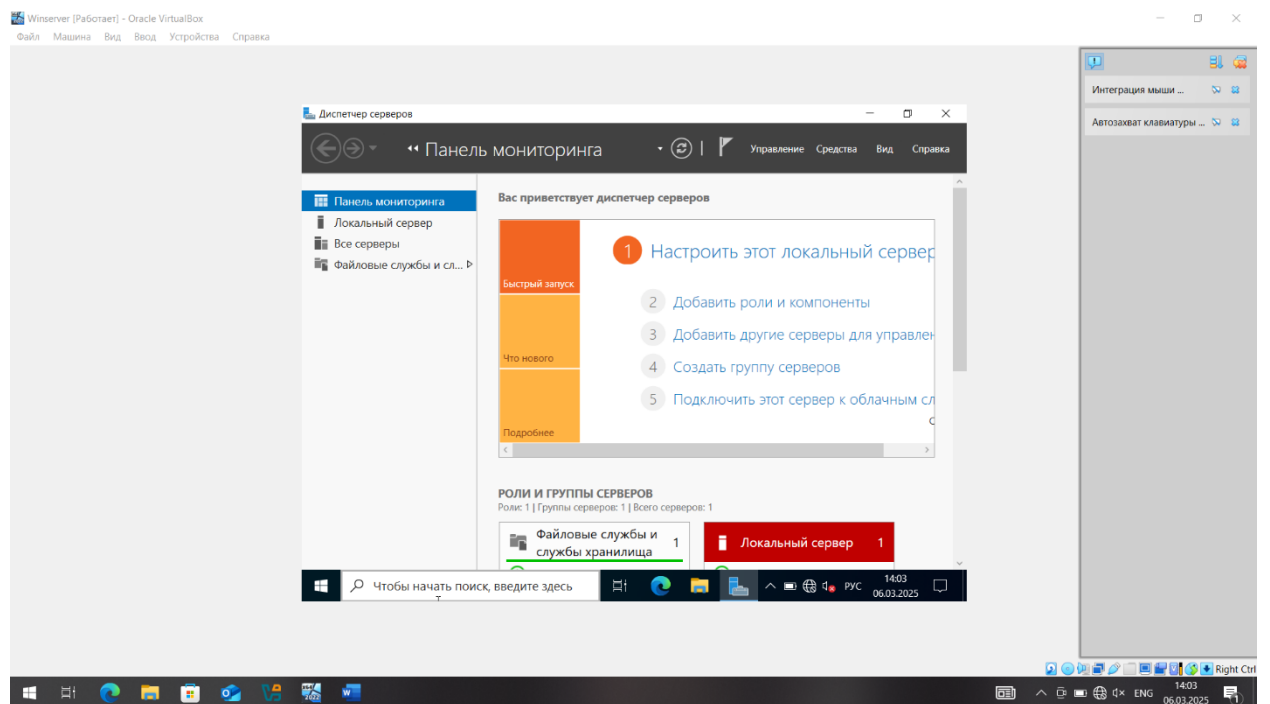 Winserver [Работает] - Oracle VirtualBox
Файл Машина Вид Ввод Устройства Справка
Интеграция мыши ...
Автозахват клавиатуры ...
Диспетчер серверов
Панель мониторинга
Управление Средства Вид Справка
Панель мониторинга
Локальный сервер
Все серверы
Файловые службы и сл...
Вас приветствует диспетчер серверов
Быстрый запуск
Что нового
Подробнее
1 Настроить этот локальный сервер
2 Добавить роли и компоненты
3 Добавить другие серверы для управлен
4 Создать группу серверов
5 Подключить этот сервер к облачным сл
С
РОЛИ И ГРУППЫ СЕРВЕРОВ
Роли: 1 | Группы серверов: 1 | Всего серверов: 1
Файловые службы и
службы хранилища
1
Локальный сервер 1
Чтобы начать поиск, введите здесь
РУС
14:03
06.03.2025
Right Ctrl
ENG
14:03
06.03.2025